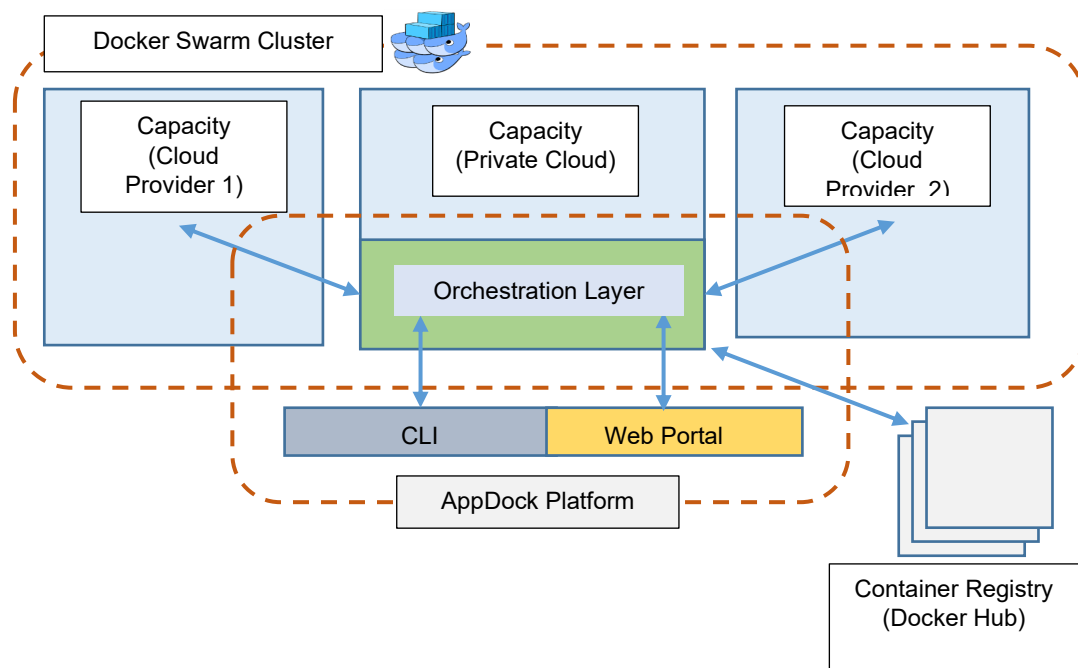 Docker Swarm Cluster
Capacity
(Cloud
Provider 1)
Capacity
(Private Cloud)
Capacity
(Cloud
Provider 2)
Orchestration Layer
CLI
Web Portal
AppDock Platform
Container Registry
(Docker Hub)